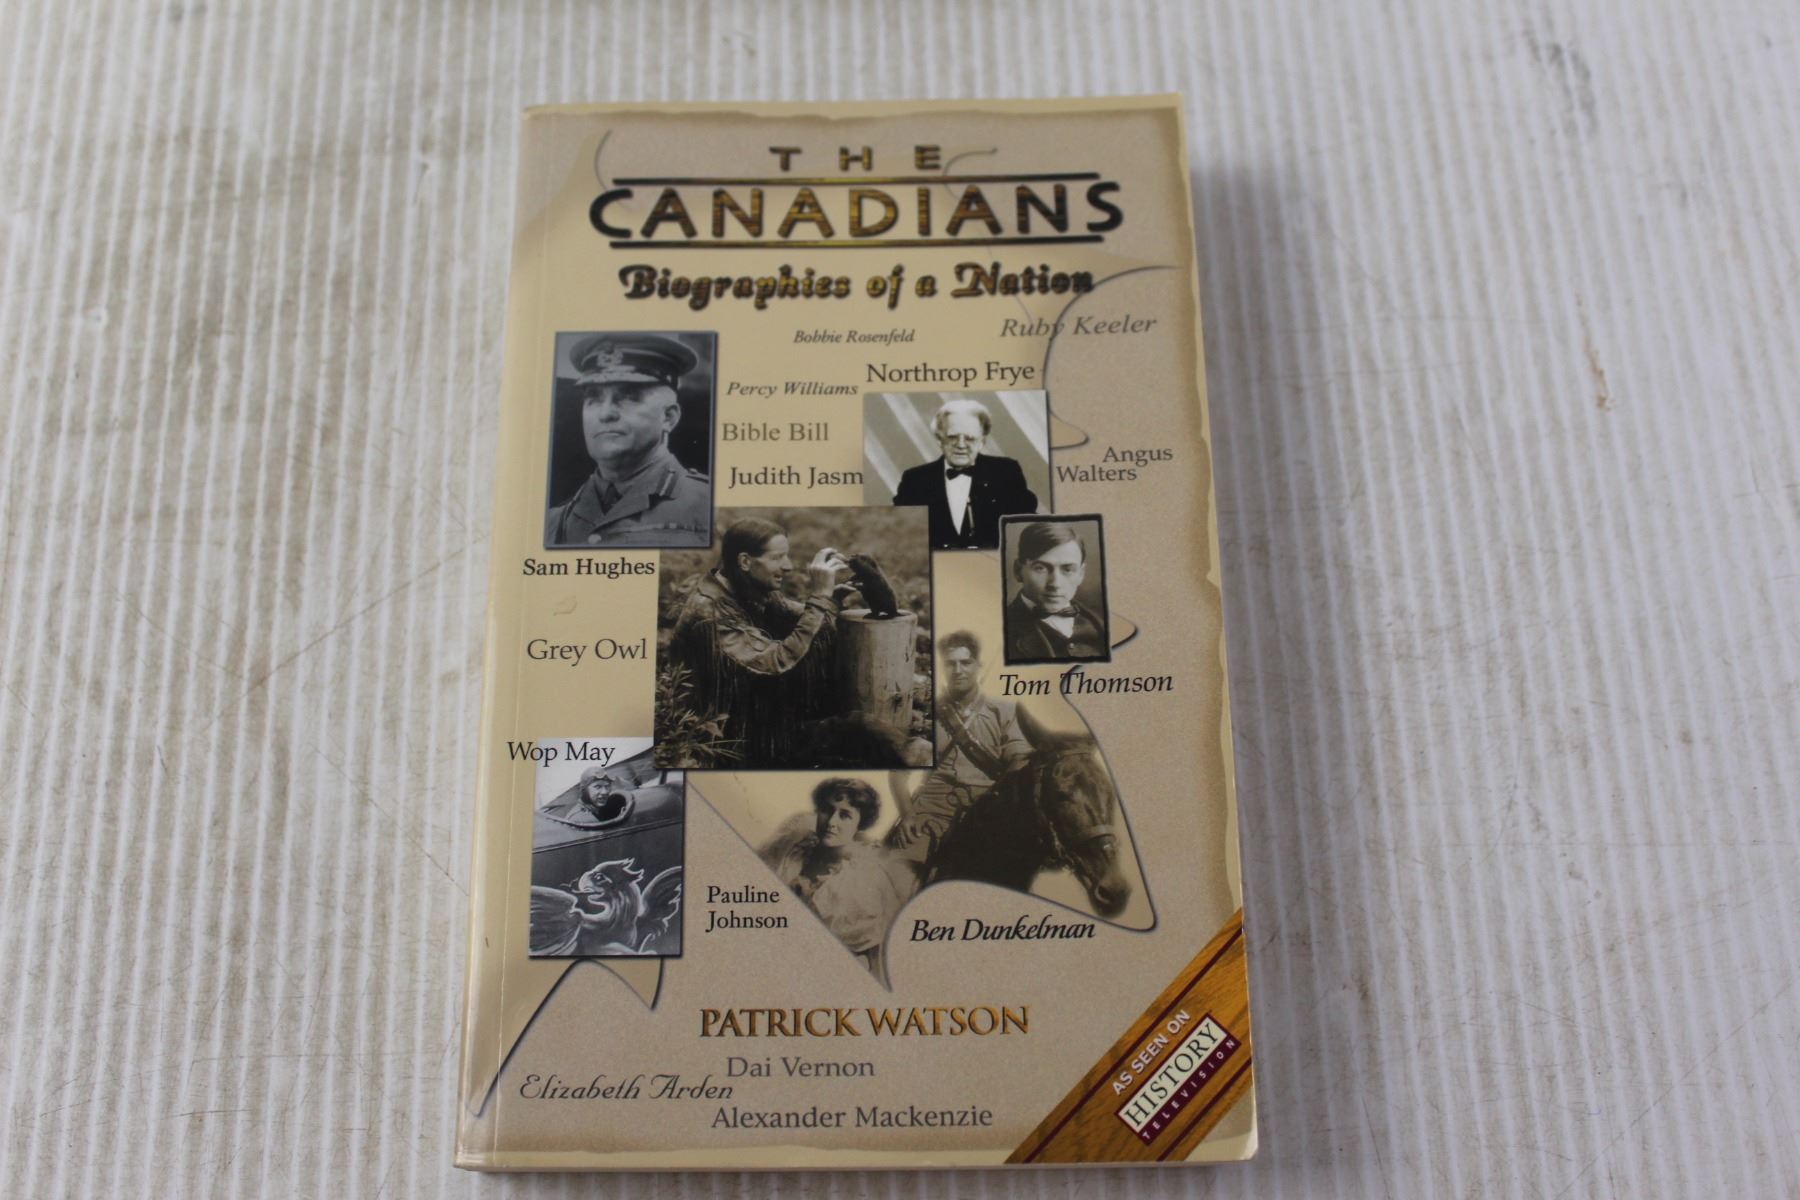 THE
CANADIANS
Biographies of a Nation
Bobbie Rosenfeld
Ruby Keeler
Percy Williams
Northrop Frye
Bible Bill
Judith Jasm
Angus
Walters
Sam Hughes
Grey Owl
Tom Thomson
Wop May
Pauline
Johnson
Ben Dunkelman
PATRICK WATSON
Dai Vernon
Elizabeth Arden
Alexander Mackenzie
AS SEEN ON
HISTORY
TELEVISION